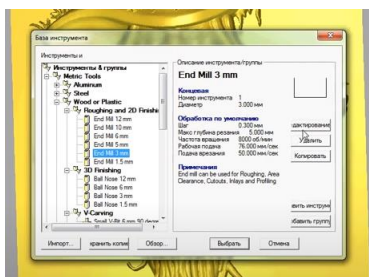 База инструмента
Инструменты и
Инструменты & группы
Metric Tools
Aluminum
Steel
Wood or Plastic
Roughing and 2D Finishi
End Mill 12 mm
End Mill 10 mm
End Mill 6 mm
End Mill 5 mm
End Mill 3 mm
End Mill 1.5 mm
3D Finishing
Ball Nose 12 mm
Ball Nose 6 mm
Ball Nose 3 mm
Ball Nose 1.5 mm
V-Carving
Описание инструмента/группы
End Mill 3 mm
Концевая
Номер инструмента 1
Диаметр 3.000 мм
Обработка по умолчанию
Шаг 0.300 мм
Макс глубина резания 5.000 мм
Частота вращения 8000 об/мин
Рабочая подача 76.000 мм/сек
Подача врезания 50.000 мм/сек
Примечания
End mill can be used for Roughing, Area
Clearance, Cutouts, Inlays and Profiling
дактирование
Удалить
Копировать
вить инструм
бавить групп
Импорт...
хранить копию
Обзор...
Выбрать
Отмена